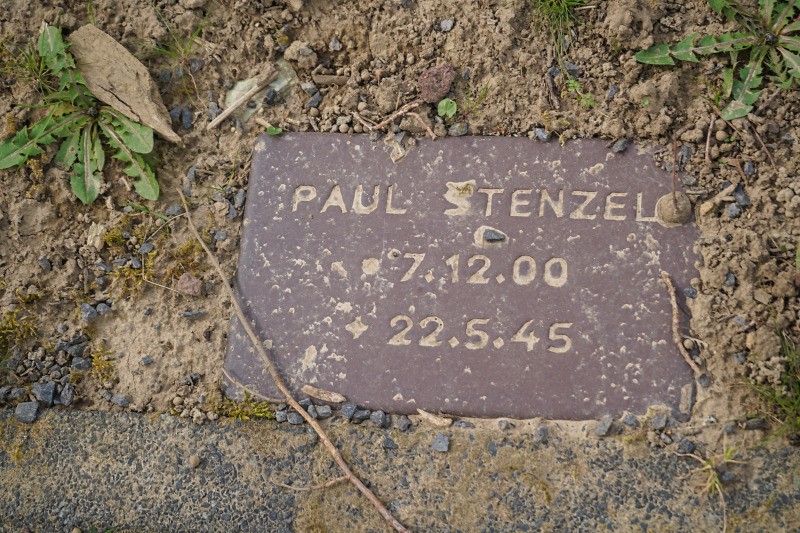 PAUL STENZEL
* 7.12.00
✝ 22.5.45